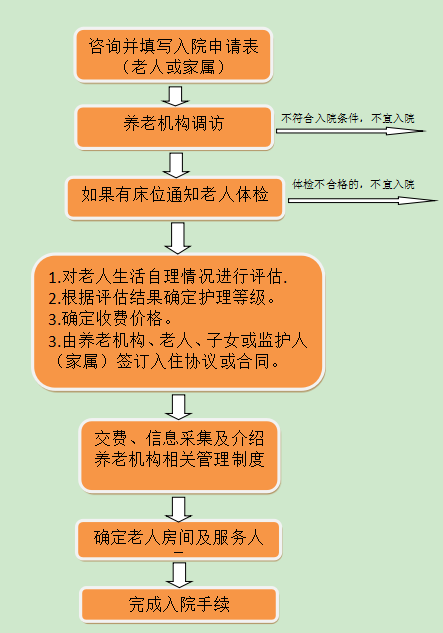 咨询并填写入院申请表
（老人或家属）
养老机构调访
不符合入院条件，不宜入院
如果有床位通知老人体检
体检不合格的，不宜入院
1.对老人生活自理情况进行评估.
2.根据评估结果确定护理等级。
3.确定收费价格。
3.由养老机构、老人、子女或监护人
（家属）签订入住协议或合同。
交费、信息采集及介绍
养老机构相关管理制度
确定老人房间及服务人
完成入院手续